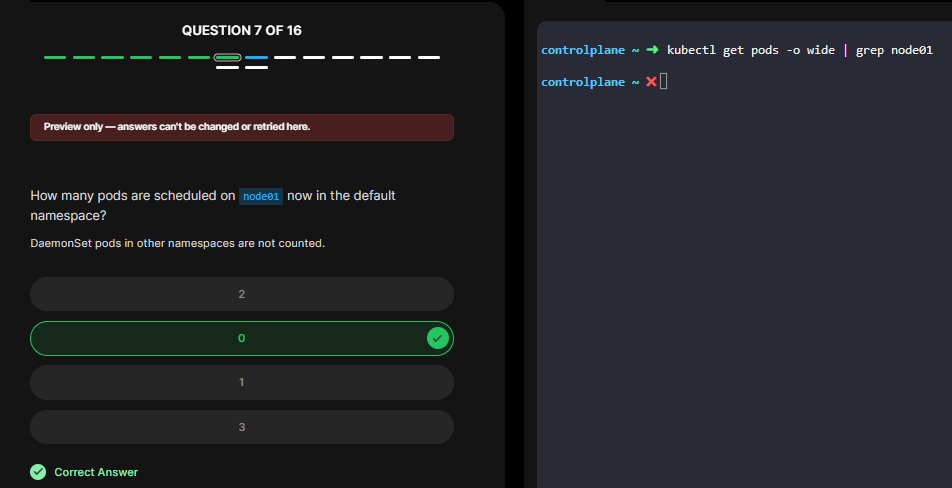 QUESTION 7 OF 16
Preview only — answers can't be changed or retried here.
How many pods are scheduled on node01 now in the default
namespace?
DaemonSet pods in other namespaces are not counted.
2
0
1
3
Correct Answer
controlplane ~ ➜ kubectl get pods -o wide | grep node01
controlplane ~ ✖